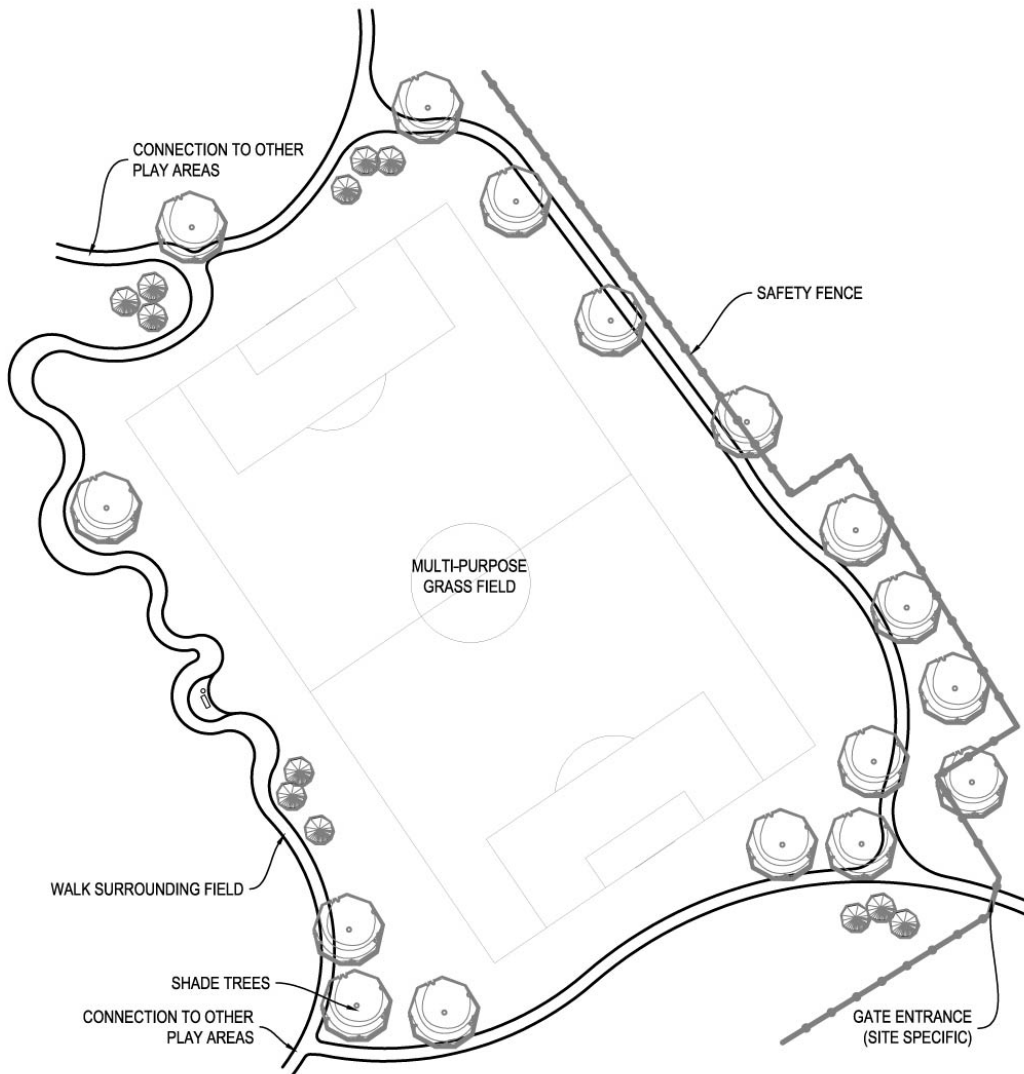 CONNECTION TO OTHER
PLAY AREAS
SAFETY FENCE
MULTI-PURPOSE
GRASS FIELD
WALK SURROUNDING FIELD
SHADE TREES
CONNECTION TO OTHER
PLAY AREAS
GATE ENTRANCE
(SITE SPECIFIC)